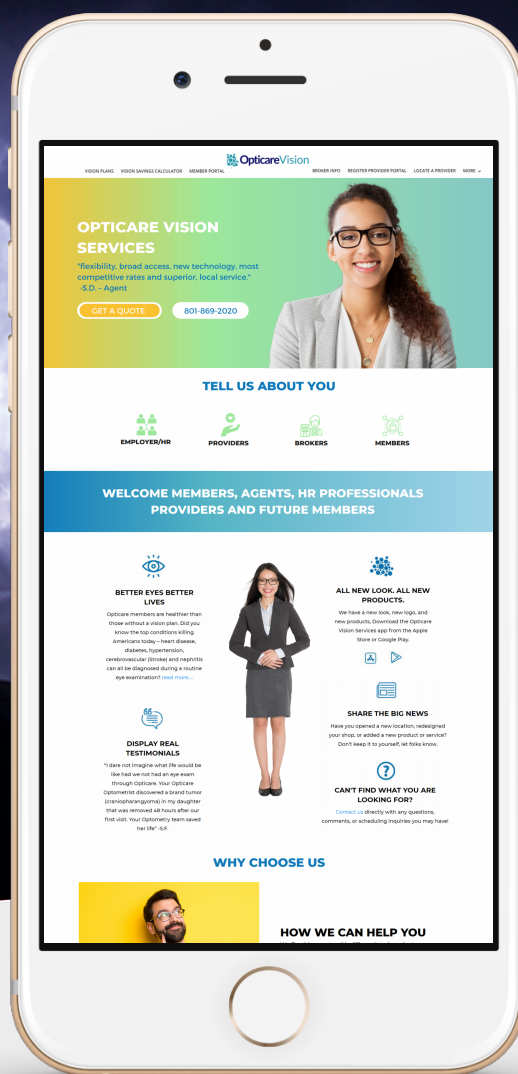 OpticareVision
VISION PLANS VISION SAVINGS CALCULATOR MEMBER PORTAL BROKER INFO REGISTER PROVIDER PORTAL LOCATE A PROVIDER MORE
OPTICARE VISION
SERVICES
"flexibility, broad access, new technology, most
competitive rates and superior, local service."
-S.D. – Agent
GET A QUOTE
801-869-2020
TELL US ABOUT YOU
EMPLOYER/HR
PROVIDERS
BROKERS
MEMBERS
WELCOME MEMBERS, AGENTS, HR PROFESSIONALS
PROVIDERS AND FUTURE MEMBERS
BETTER EYES BETTER
LIVES
Opticare members are healthier than
those without a vision plan. Did you
know the top conditions killing
Americans today – heart disease,
diabetes, hypertension,
cerebrovascular (Stroke) and nephritis
can all be diagnosed during a routine
eye examination? read more....
DISPLAY REAL
TESTIMONIALS
"I dare not imagine what life would be
like had we not had an eye exam
through Opticare. Your Opticare
Optometrist discovered a brand tumor
(craniopharangyoma) in my daughter
that was removed 48 hours after our
first visit. Your Optometry team saved
her life" -S.F.
ALL NEW LOOK. ALL NEW
PRODUCTS.
We have a new look, new logo, and
new products, Download the Opticare
Vision Services app from the Apple
Store or Google Play.
SHARE THE BIG NEWS
Have you opened a new location, redesigned
your shop, or added a new product or service?
Don't keep it to yourself, let folks know.
CAN'T FIND WHAT YOU ARE
LOOKING FOR?
Contact us directly with any questions,
comments, or scheduling inquiries you may have!
WHY CHOOSE US
HOW WE CAN HELP YOU